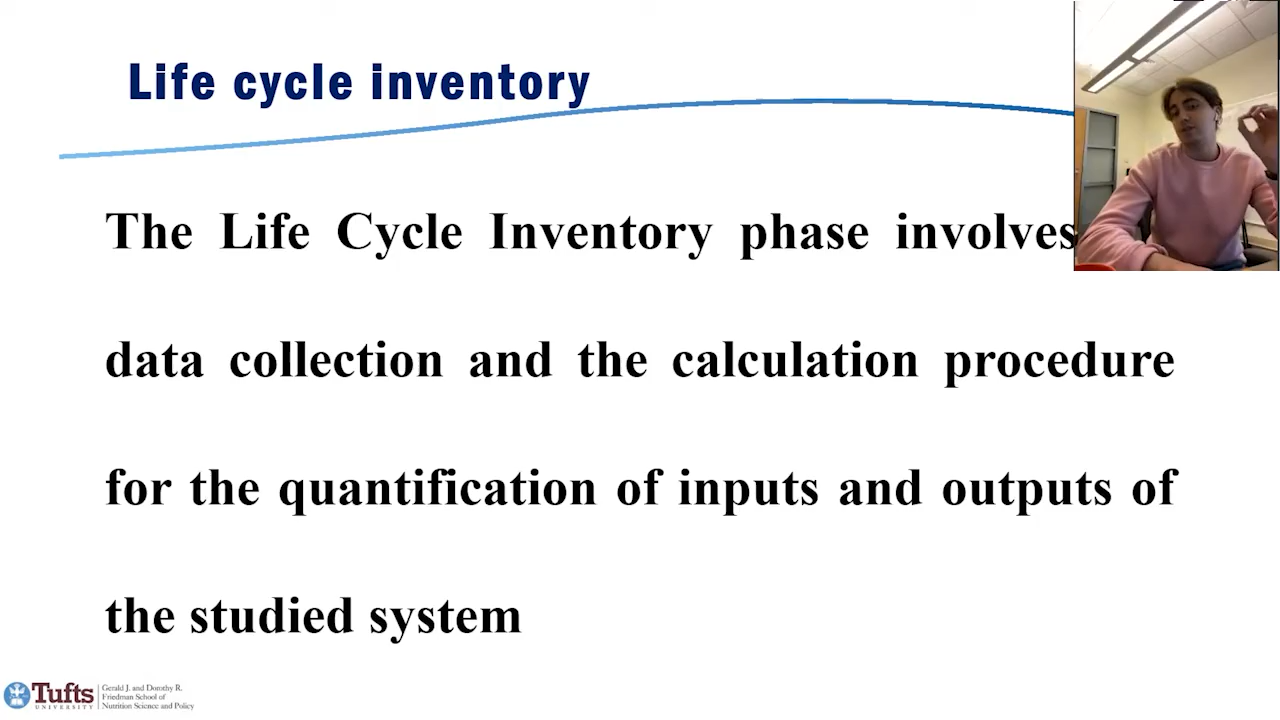 Life cycle inventory
The Life Cycle Inventory phase involves
data collection and the calculation procedure
for the quantification of inputs and outputs of
the studied system
Tufts
UNIVERSITY
Gerald J. and Dorothy R.
Friedman School of
Nutrition Science and Policy